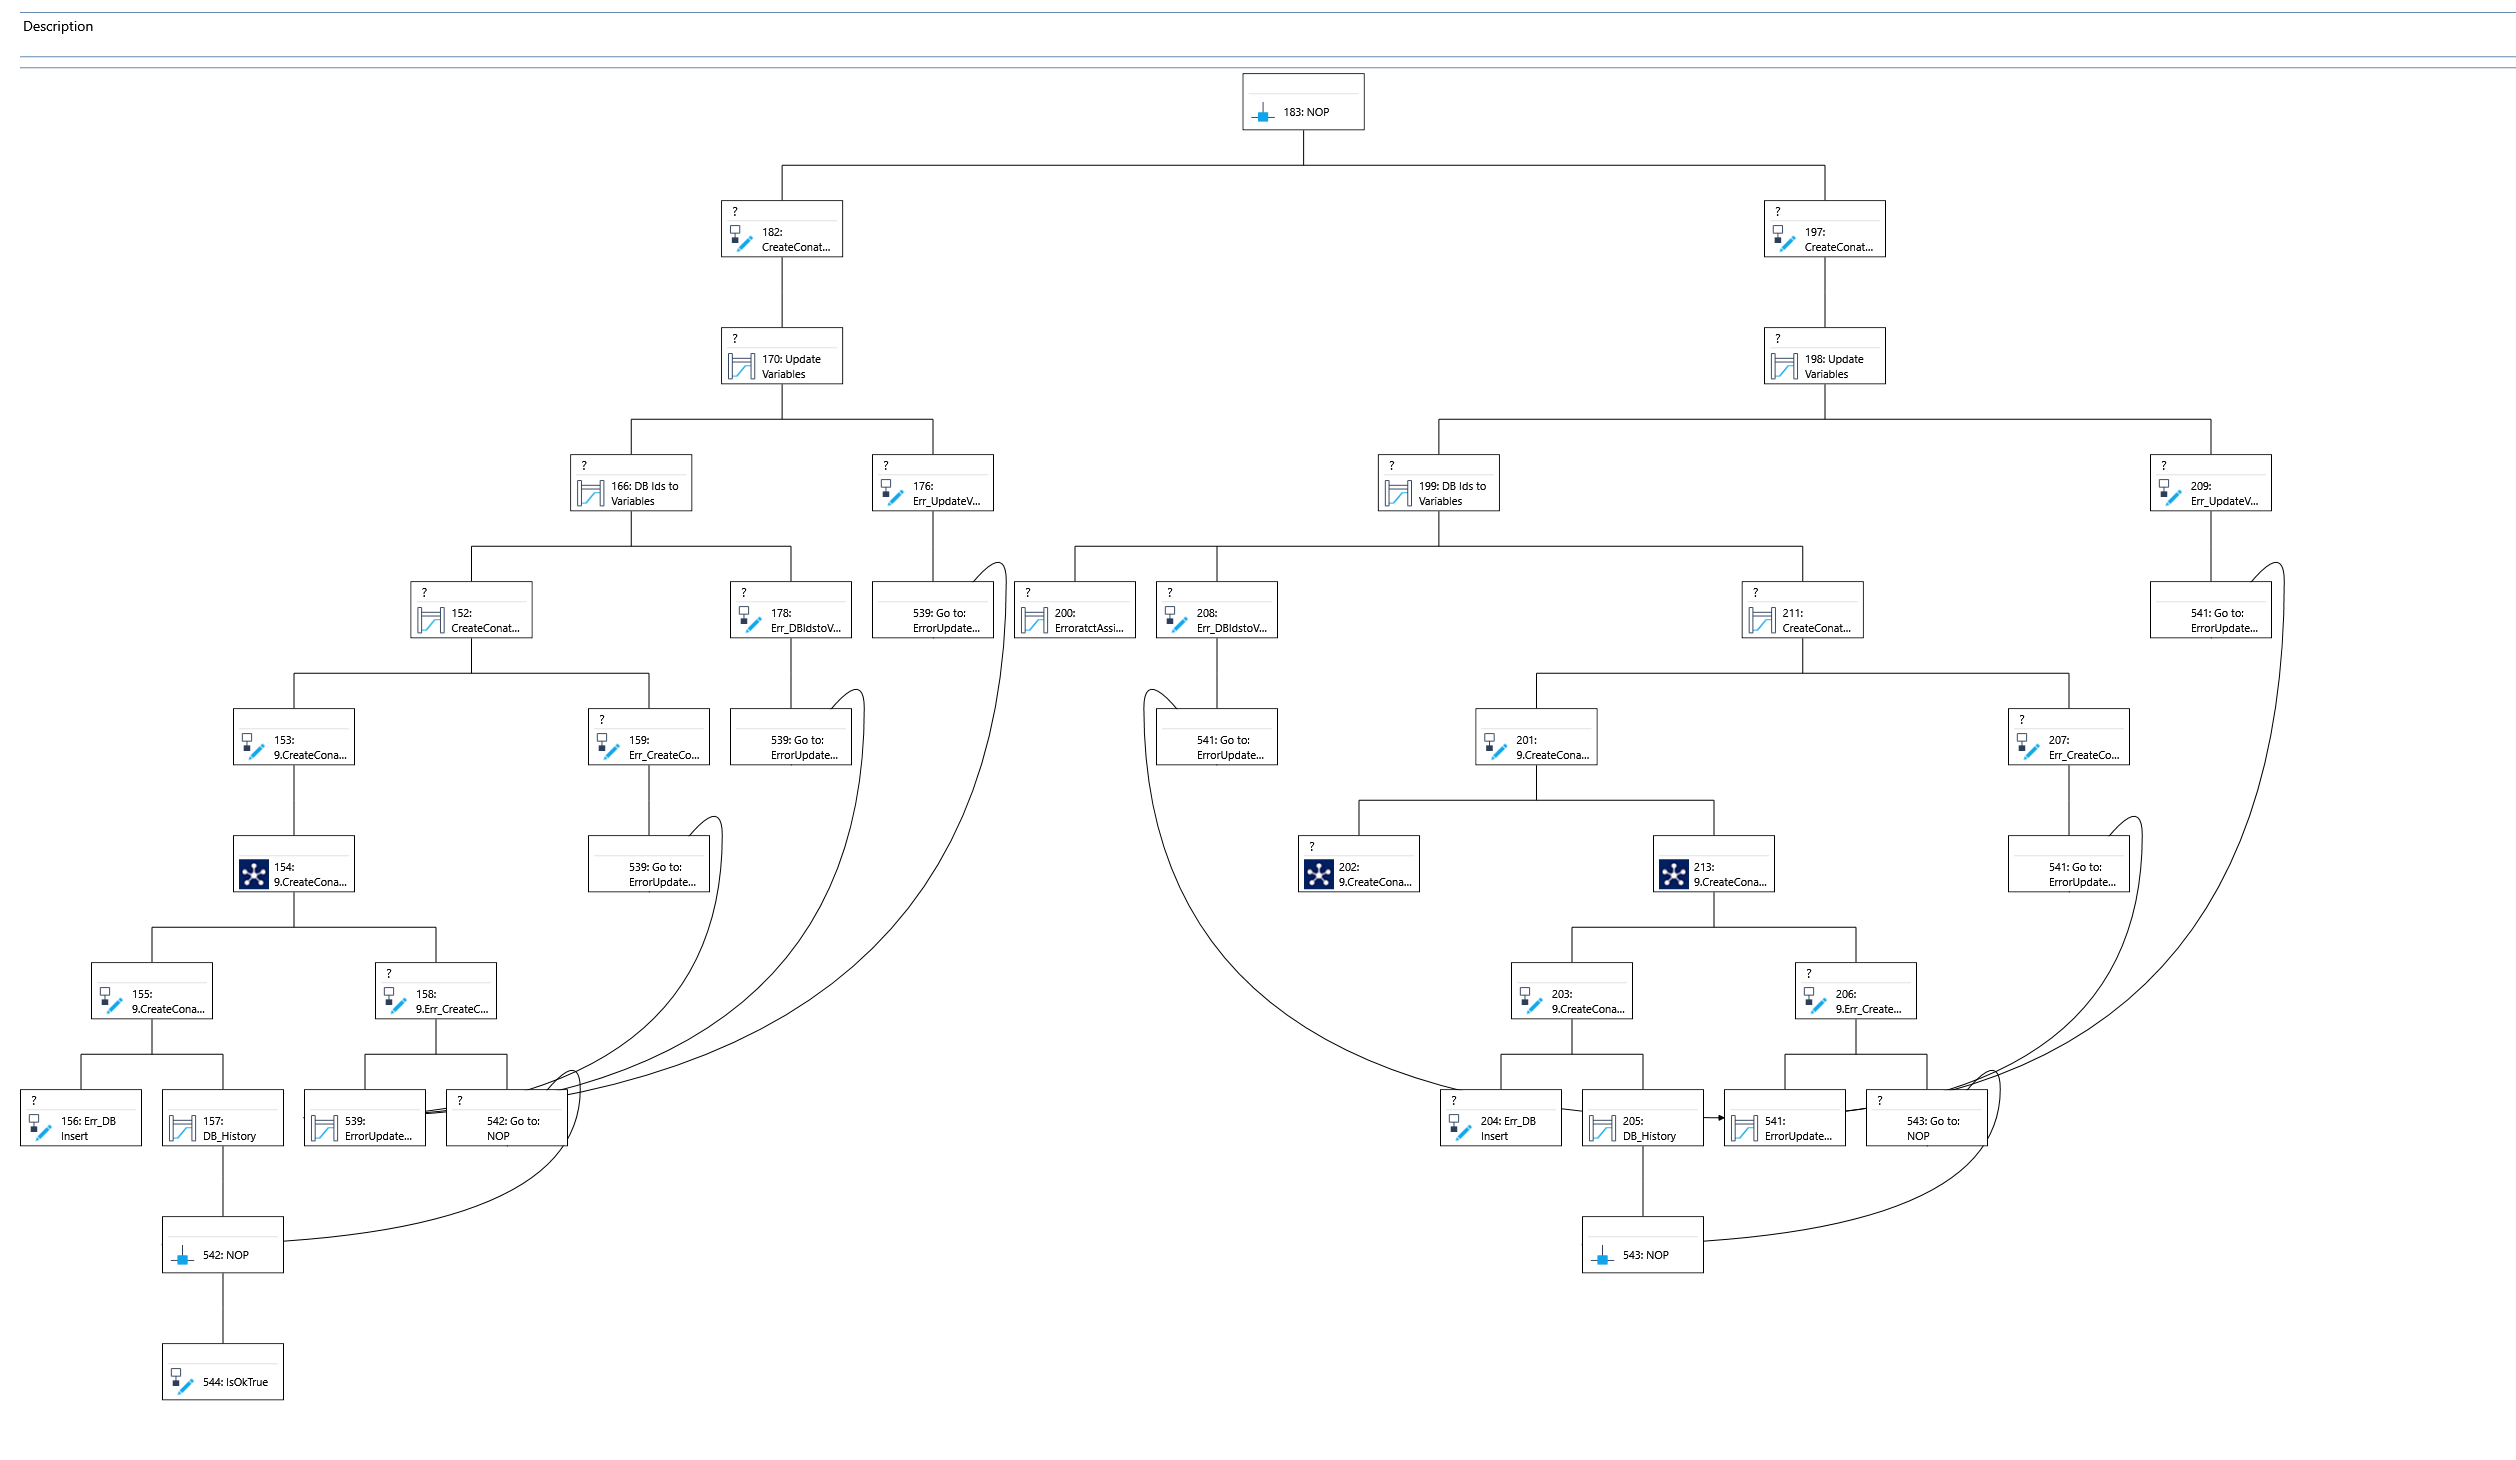 Description
183: NOP
?
182:
CreateConat...
?
197:
CreateConat...
?
170: Update
Variables
?
198: Update
Variables
?
166: DB Ids to
Variables
?
176:
Err_UpdateV...
?
199: DB Ids to
Variables
?
209:
Err_UpdateV...
?
152:
CreateConat...
?
178:
Err_DBIdstoV...
539: Go to:
ErrorUpdate...
?
200:
ErroratctAssi...
?
208:
Err_DBIdstoV...
?
211:
CreateConat...
541: Go to:
ErrorUpdate...
153:
9.CreateCona...
?
159:
Err_CreateCo...
539: Go to:
ErrorUpdate...
541: Go to:
ErrorUpdate...
201:
9.CreateCona...
?
207:
Err_CreateCo...
154:
9.CreateCona...
539: Go to:
ErrorUpdate...
?
202:
9.CreateCona...
213:
9.CreateCona...
541: Go to:
ErrorUpdate...
155:
9.CreateCona...
?
158:
9.Err_CreateC...
203:
9.CreateCona...
?
206:
9.Err_Create...
?
156: Err_DB
Insert
157:
DB_History
539:
ErrorUpdate...
?
542: Go to:
NOP
?
204: Err_DB
Insert
205:
DB_History
541:
ErrorUpdate...
?
543: Go to:
NOP
542: NOP
543: NOP
544: IsOkTrue